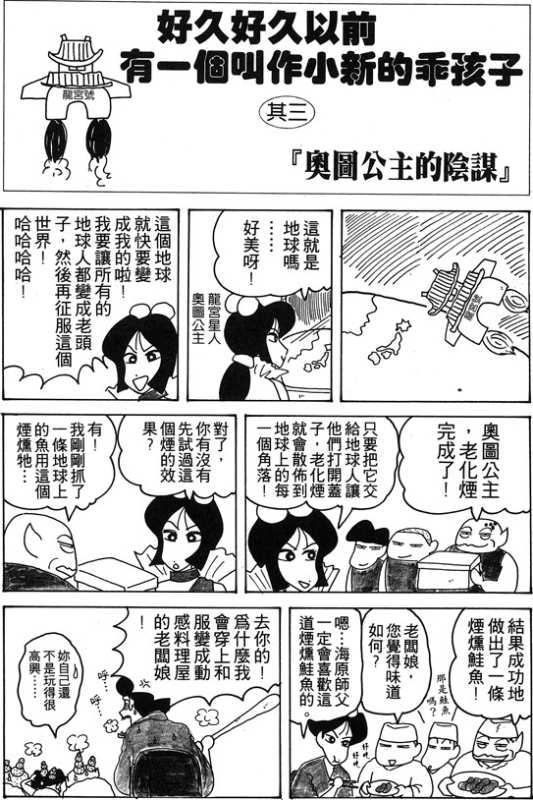 好久好久以前
有一個叫作小新的乖孩子
龍宮號
其三
『奧圖公主的陰謀』
龍宮號
這就是
地球嗎
……
好美呀！
龍宮星人
奧圖公主
這個地球
就快要變
成我的啦！
我要讓所有的
地球人都變成老頭
子，然後再征服這個
世界！
哈哈哈哈！
奧圖公主
，老化煙
完成了！
只要把它交
給地球人讓
他們打開蓋
子，老化煙
就會散佈到
地球上的每
一個角落！
對了，
你有沒有
先試過這
個煙的效
果？
有！
我剛剛抓了
一條地球上
的魚用這個
煙燻牠…
結果成功地
做出了一條
煙燻鮭魚！
那是鮭魚
嗎？
老闆娘，
您覺得味道
如何？
嗯…海原師父
一定會喜歡這
道煙燻鮭魚的。
好吃
好吃
去你的！
為什麼我
會穿上和
服變成動
感料理屋
的老闆娘
！
呼…
呼…
妳自己還
不是玩得很
高興……